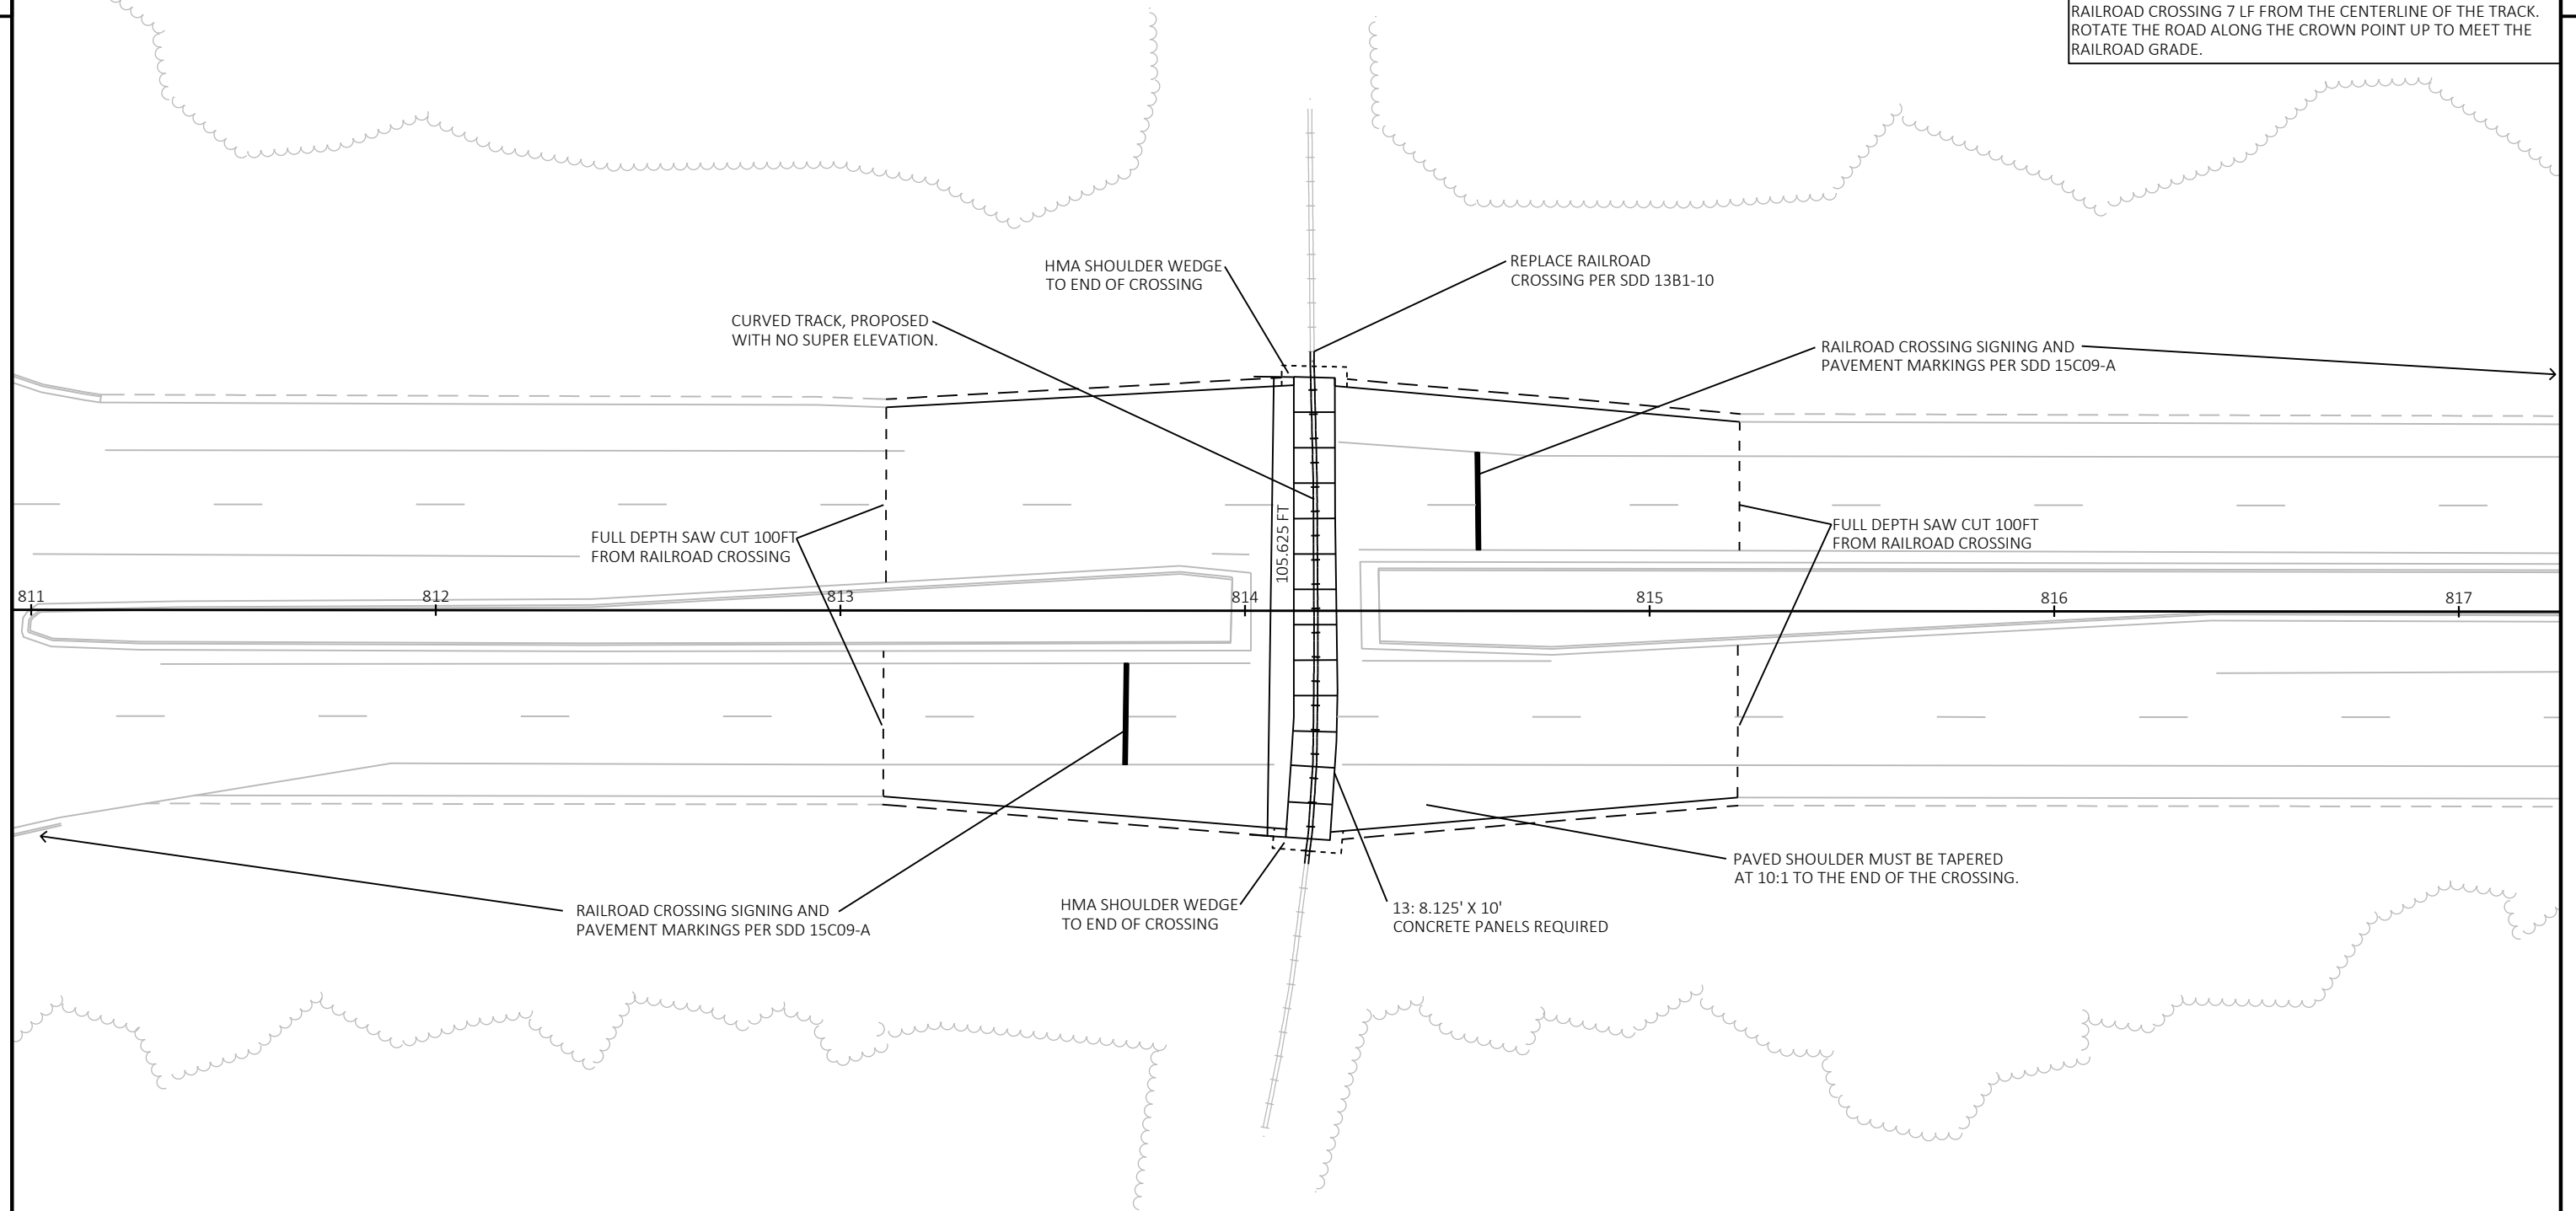 RAILROAD CROSSING 7 LF FROM THE CENTERLINE OF THE TRACK.
ROTATE THE ROAD ALONG THE CROWN POINT UP TO MEET THE
RAILROAD GRADE.
HMA SHOULDER WEDGE
TO END OF CROSSING
REPLACE RAILROAD
CROSSING PER SDD 13B1-10
CURVED TRACK, PROPOSED
WITH NO SUPER ELEVATION.
RAILROAD CROSSING SIGNING AND
PAVEMENT MARKINGS PER SDD 15C09-A
FULL DEPTH SAW CUT 100FT
FROM RAILROAD CROSSING
105.625 FT
FULL DEPTH SAW CUT 100FT
FROM RAILROAD CROSSING
811
812
813
814
815
816
817
PAVED SHOULDER MUST BE TAPERED
AT 10:1 TO THE END OF THE CROSSING.
RAILROAD CROSSING SIGNING AND
PAVEMENT MARKINGS PER SDD 15C09-A
HMA SHOULDER WEDGE
TO END OF CROSSING
13: 8.125' X 10'
CONCRETE PANELS REQUIRED